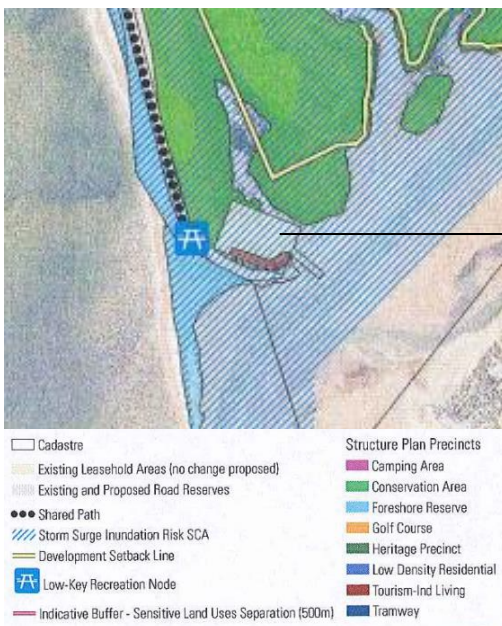 Cadastre
Existing Leasehold Areas (no change proposed)
Existing and Proposed Road Reserves
Shared Path
Storm Surge Inundation Risk SCA
Development Setback Line
Low-Key Recreation Node
Indicative Buffer - Sensitive Land Uses Separation (500m)
Structure Plan Precincts
Camping Area
Conservation Area
Foreshore Reserve
Golf Course
Heritage Precinct
Low Density Residential
Tourism-Ind Living
Tramway